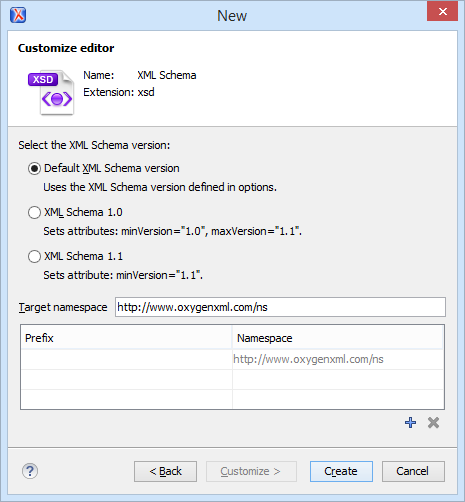 New
Customize editor
XSD
Name: XML Schema
Extension: xsd
Select the XML Schema version:
Default XML Schema version
Uses the XML Schema version defined in options.
XML Schema 1.0
Sets attributes: minVersion="1.0", maxVersion="1.1".
XML Schema 1.1
Sets attribute: minVersion="1.1".
Target namespace http://www.oxygenxml.com/ns
Prefix Namespace
http://www.oxygenxml.com/ns
? < Back Customize > Create Cancel